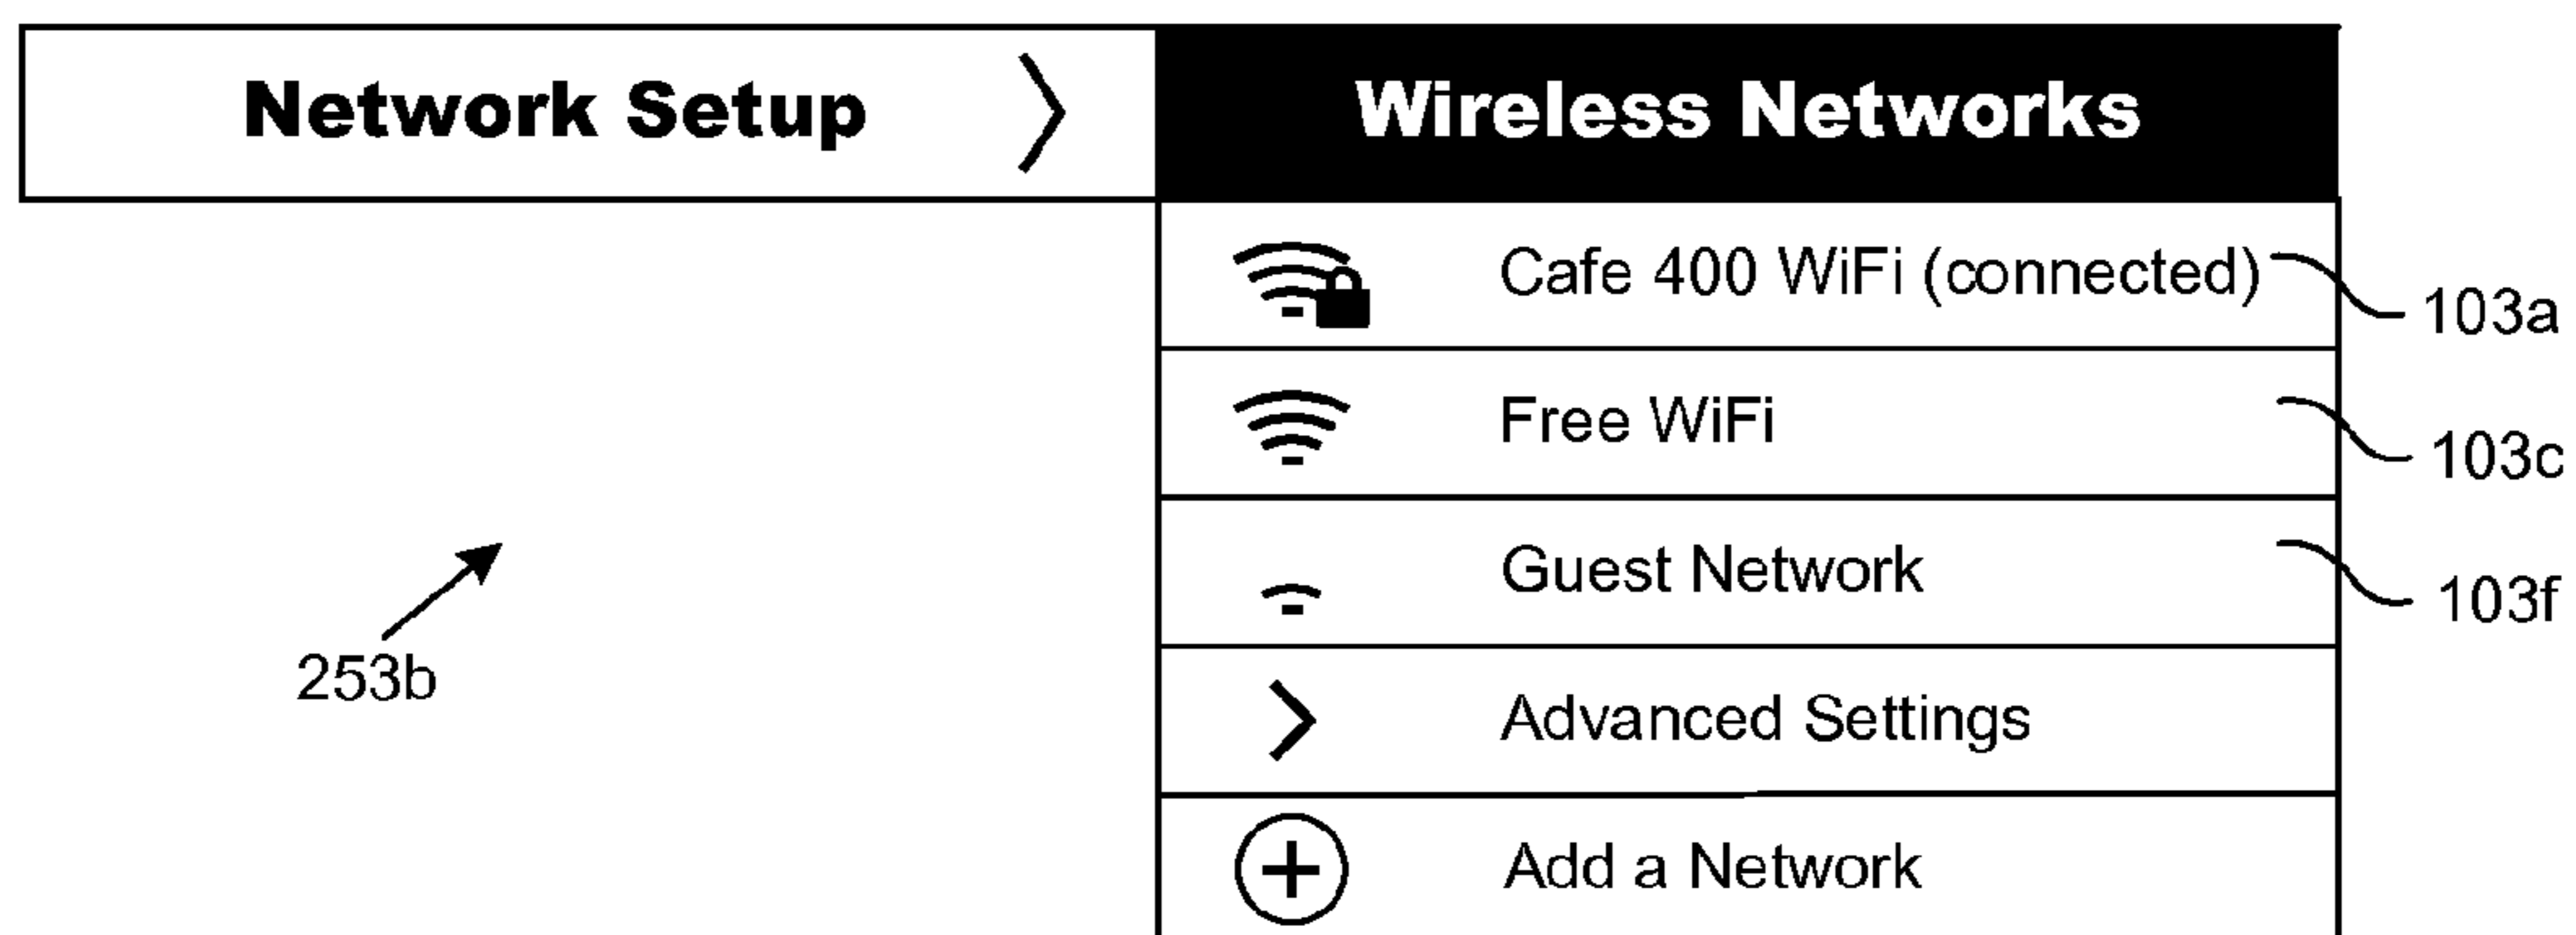 Network Setup
Wireless Networks
Cafe 400 WiFi (connected)
103a
Free WiFi
103c
Guest Network
103f
253b
Advanced Settings
Add a Network